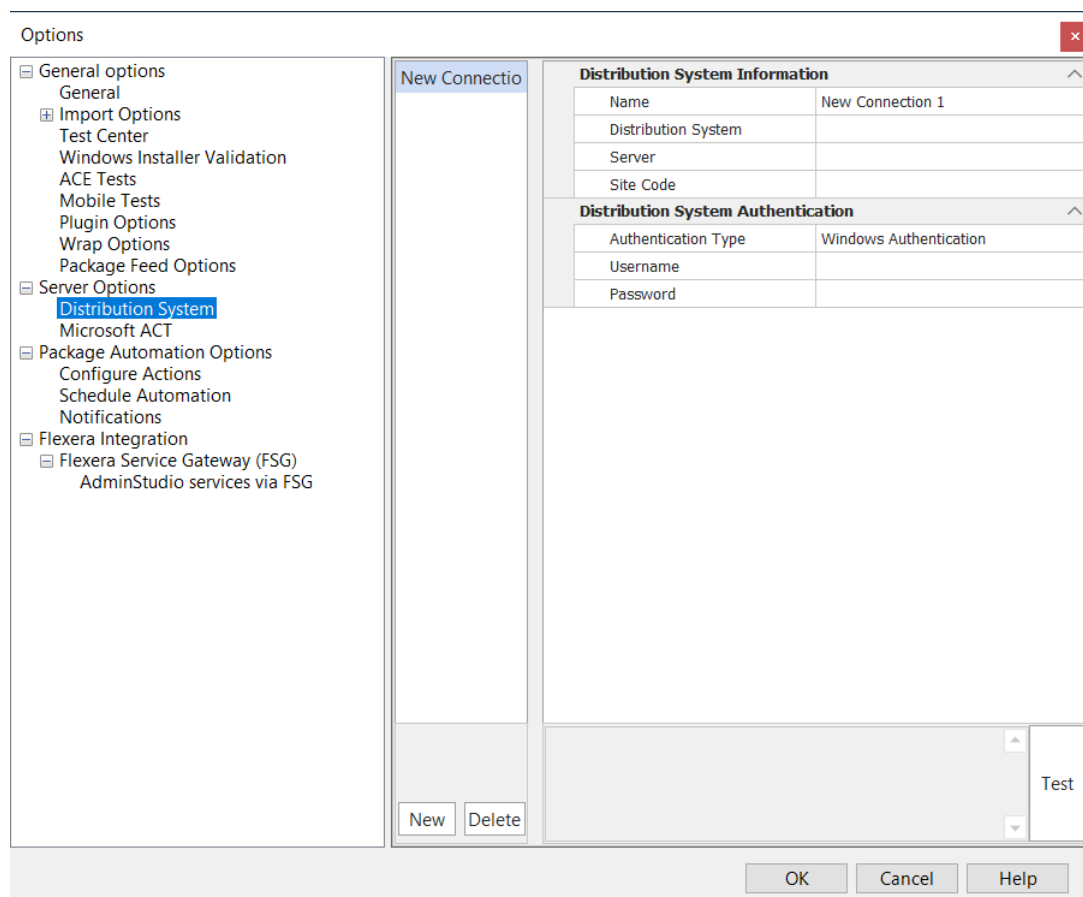 Options
General options
General
Import Options
Test Center
Windows Installer Validation
ACE Tests
Mobile Tests
Plugin Options
Wrap Options
Package Feed Options
Server Options
Distribution System
Microsoft ACT
Package Automation Options
Configure Actions
Schedule Automation
Notifications
Flexera Integration
Flexera Service Gateway (FSG)
AdminStudio services via FSG
New Connectio
New
Delete
Distribution System Information
Name New Connection 1
Distribution System
Server
Site Code
Distribution System Authentication
Authentication Type Windows Authentication
Username
Password
Test
OK
Cancel
Help